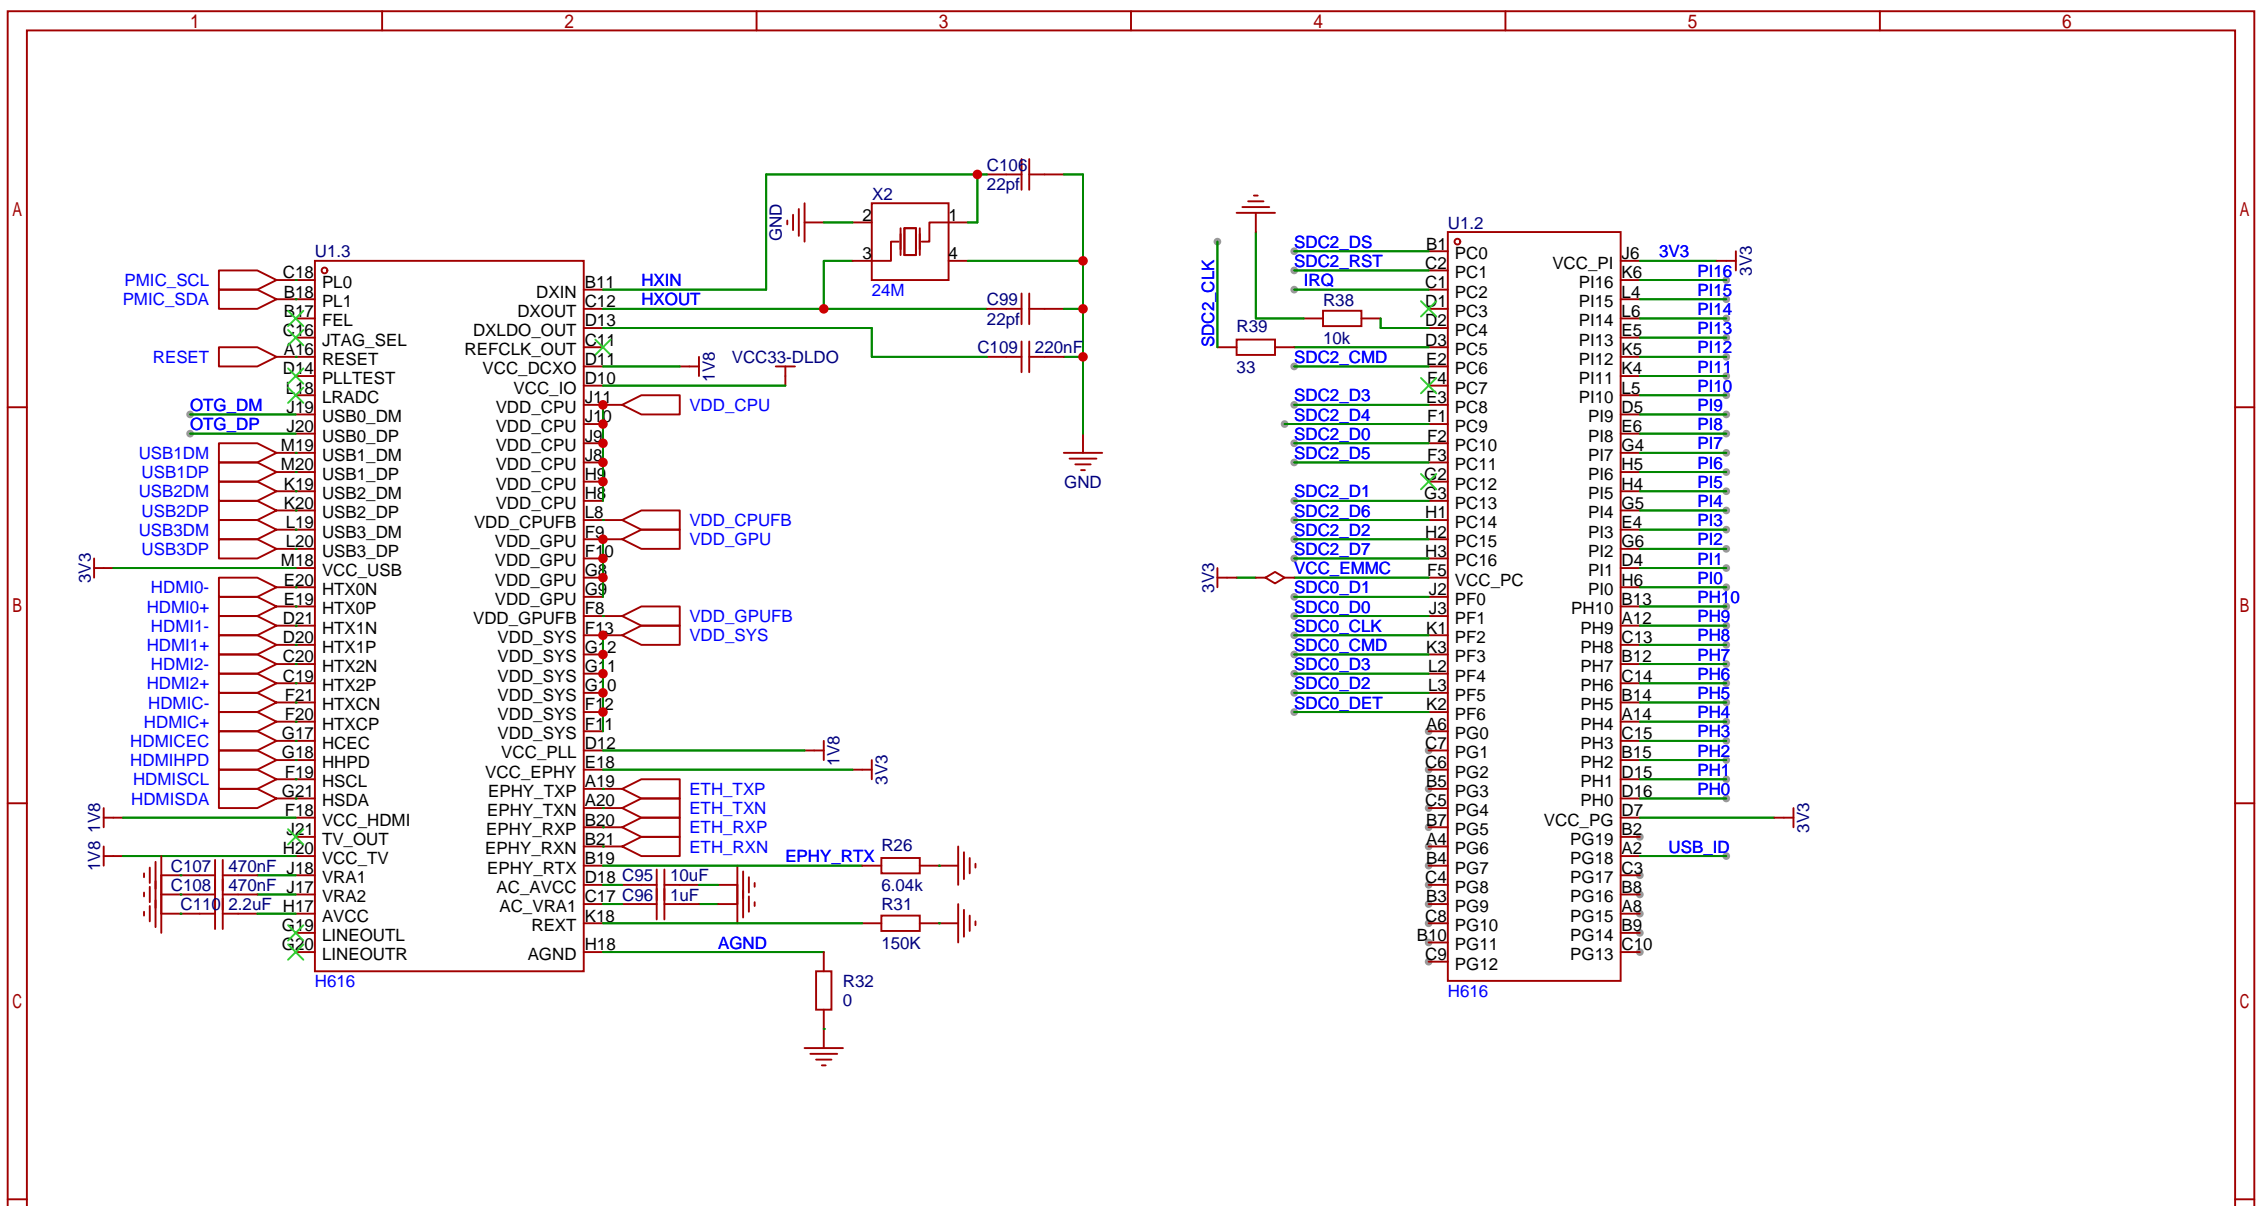 1 2 3 4 5 6
A A
B B
C C
U1.3
PMIC_SCL C18 PL0
PMIC_SDA B18 PL1
B17 FEL
C16 JTAG_SEL
RESET A16 RESET
D14 PLLTEST
L18 LRADC
OTG_DM J19 USB0_DM
OTG_DP J20 USB0_DP
USB1DM M19 USB1_DM
USB1DP M20 USB1_DP
USB2DM K19 USB2_DM
USB2DP K20 USB2_DP
USB3DM L19 USB3_DM
USB3DP L20 USB3_DP
3V3 M18 VCC_USB
HDMI0- E20 HTX0N
HDMI0+ E19 HTX0P
HDMI1- D21 HTX1N
HDMI1+ D20 HTX1P
HDMI2- C20 HTX2N
HDMI2+ C19 HTX2P
HDMIC- F21 HTXCN
HDMIC+ F20 HTXCP
HDMICEC G17 HCEC
HDMIHPD G18 HHPD
HDMISCL F19 HSCL
HDMISDA G21 HSDA
1V8 F18 VCC_HDMI
J21 TV_OUT
1V8 H20 VCC_TV
C107 470nF J18 VRA1
C108 470nF J17 VRA2
C110 2.2uF H17 AVCC
G19 LINEOUTL
G20 LINEOUTR
H616
DXIN B11 HXIN
DXOUT C12 HXOUT
DXLDO_OUT D13
REFCLK_OUT C11
VCC_DCXO D11 1V8
VCC_IO D10 VCC33-DLDO
VDD_CPU J11 VDD_CPU
VDD_CPU J10
VDD_CPU J9
VDD_CPU J8
VDD_CPU H9
VDD_CPU H8
VDD_CPUFB L8 VDD_CPUFB
VDD_GPU F9 VDD_GPU
VDD_GPU F10
VDD_GPU G8
VDD_GPU G9
VDD_GPUFB F8 VDD_GPUFB
VDD_SYS F13 VDD_SYS
VDD_SYS G12
VDD_SYS G11
VDD_SYS G10
VDD_SYS F12
VDD_SYS F11
VCC_PLL D12 1V8
VCC_EPHY E18 3V3
EPHY_TXP A19 ETH_TXP
EPHY_TXN A20 ETH_TXN
EPHY_RXP B20 ETH_RXP
EPHY_RXN B21 ETH_RXN
EPHY_RTX B19 EPHY_RTX R26 6.04k
AC_AVCC D18 C95 10uF
AC_VRA1 C17 C96 1uF
REXT K18 R31 150K
AGND H18 AGND
R32
0
C106
22pf
X2
GND 2 1
3 4
24M
C99
22pf
C109 220nF
GND
U1.2
SDC2_CLK
SDC2_DS B1 PC0
SDC2_RST C2 PC1
IRQ C1 PC2
D1 PC3
R38 10k D2 PC4
R39 33 D3 PC5
SDC2_CMD E2 PC6
F4 PC7
SDC2_D3 E3 PC8
SDC2_D4 F1 PC9
SDC2_D0 F2 PC10
SDC2_D5 F3 PC11
G2 PC12
SDC2_D1 G3 PC13
SDC2_D6 H1 PC14
SDC2_D2 H2 PC15
SDC2_D7 H3 PC16
3V3 VCC_EMMC F5 VCC_PC
SDC0_D1 J2 PF0
SDC0_D0 J3 PF1
SDC0_CLK K1 PF2
SDC0_CMD K3 PF3
SDC0_D3 L2 PF4
SDC0_D2 L3 PF5
SDC0_DET K2 PF6
A6 PG0
C7 PG1
C6 PG2
B5 PG3
C5 PG4
B7 PG5
A4 PG6
B4 PG7
C4 PG8
B3 PG9
C8 PG10
B10 PG11
C9 PG12
H616
VCC_PI J6 3V3 3V3
PI16 K6 PI16
PI15 L4 PI15
PI14 L6 PI14
PI13 E5 PI13
PI12 K5 PI12
PI11 K4 PI11
PI10 L5 PI10
PI9 D5 PI9
PI8 E6 PI8
PI7 G4 PI7
PI6 H5 PI6
PI5 H4 PI5
PI4 G5 PI4
PI3 E4 PI3
PI2 G6 PI2
PI1 D4 PI1
PI0 H6 PI0
PH10 B13 PH10
PH9 A12 PH9
PH8 C13 PH8
PH7 B12 PH7
PH6 C14 PH6
PH5 B14 PH5
PH4 A14 PH4
PH3 C15 PH3
PH2 B15 PH2
PH1 D15 PH1
PH0 D16 PH0
VCC_PG D7 3V3
PG19 B2
PG18 A2 USB_ID
PG17 C3
PG16 B8
PG15 A8
PG14 B9
PG13 C10